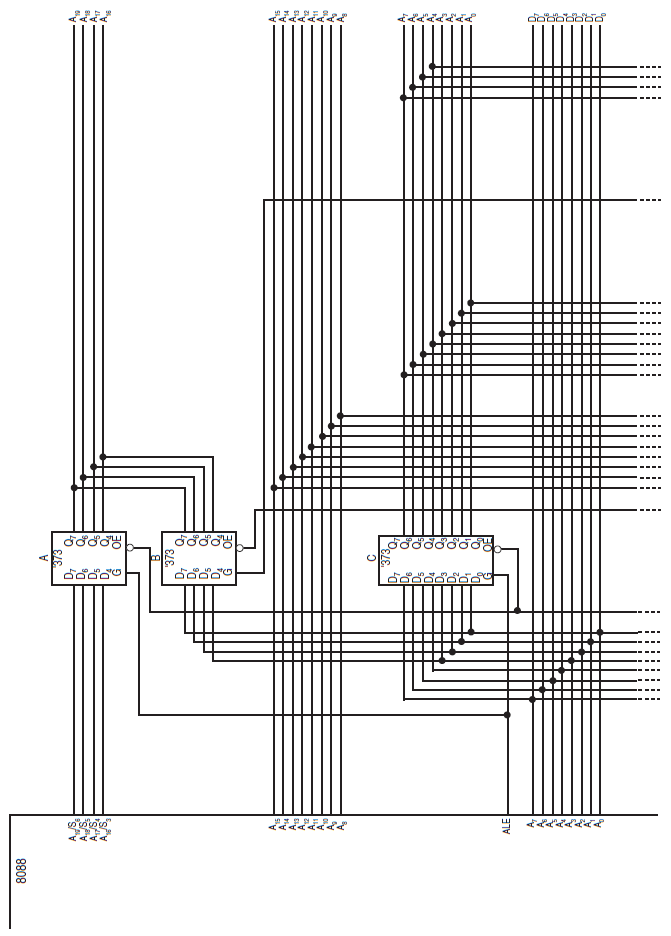 A19 A18 A17 A16
A15 A14 A13 A12 A11 A10 A9 A8
A7 A6 A5 A4 A3 A2 A1 A0
D7 D6 D5 D4 D3 D2 D1 D0
A
'373
Q7 Q6 Q5 Q4 OE
D7 D6 D5 D4 G
B
'373
Q7 Q6 Q5 Q4 OE
D7 D6 D5 D4 G
C
'373
Q7 Q6 Q5 Q4 Q3 Q2 Q1 Q0 OE
D7 D6 D5 D4 D3 D2 D1 D0 G
A19/S6 A18/S5 A17/S4 A16/S3
A15 A14 A13 A12 A11 A10 A9 A8
ALE
A7 A6 A5 A4 A3 A2 A1 A0
8088